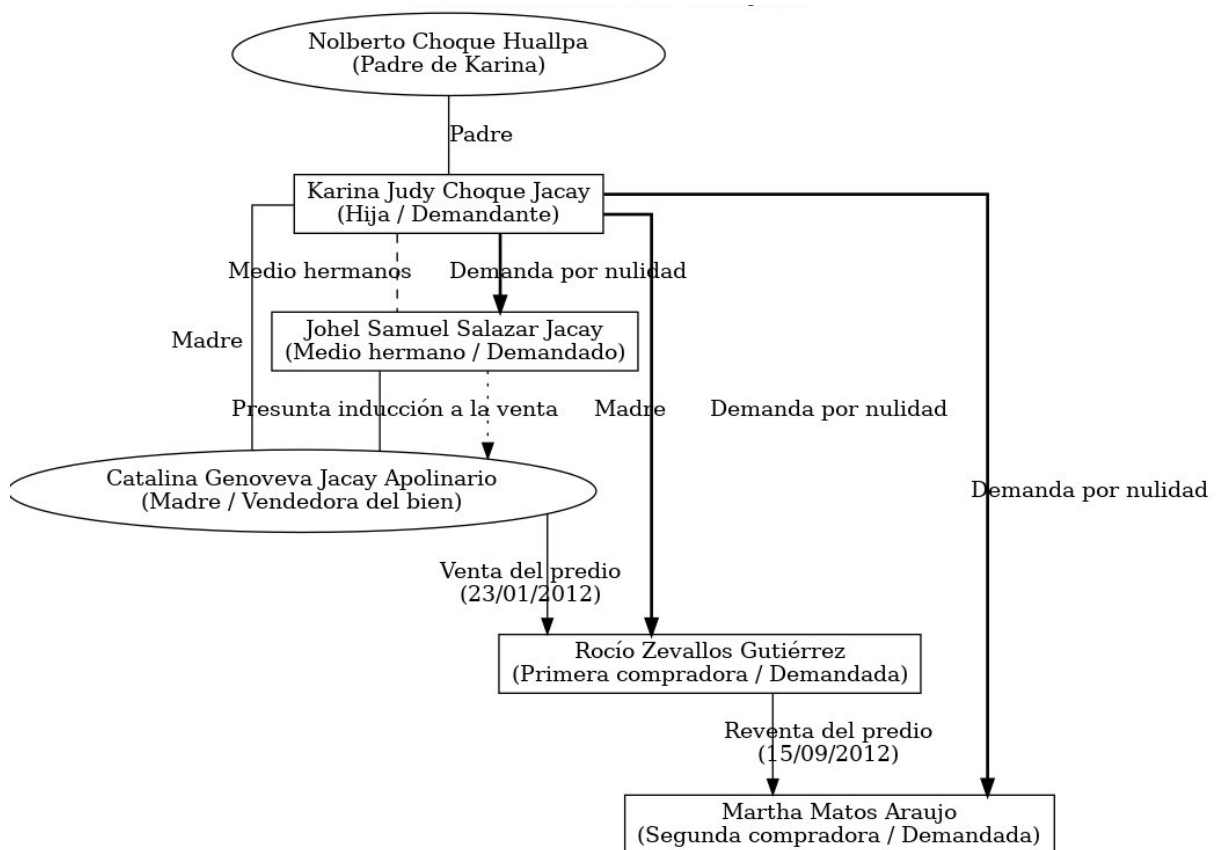 Nolberto Choque Huallpa
(Padre de Karina)
Padre
Karina Judy Choque Jacay
(Hija / Demandante)
Medio hermanos
Demanda por nulidad
Madre
Johel Samuel Salazar Jacay
(Medio hermano / Demandado)
Presunta inducción a la venta
Madre
Demanda por nulidad
Catalina Genoveva Jacay Apolinario
(Madre / Vendedora del bien)
Demanda por nulidad
Venta del predio
(23/01/2012)
Rocío Zevallos Gutiérrez
(Primera compradora / Demandada)
Reventa del predio
(15/09/2012)
Martha Matos Araujo
(Segunda compradora / Demandada)